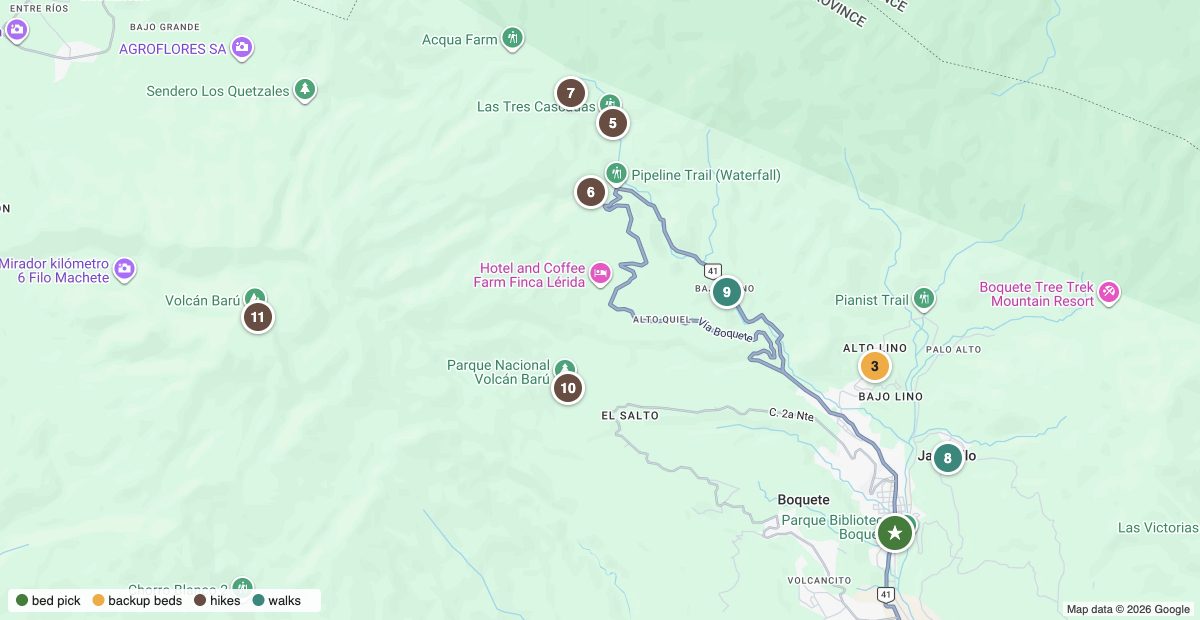 ENTRE RÍOS
BAJO GRANDE
AGROFLORES SA
Acqua Farm
PROVINCE
Sendero Los Quetzales
7
Las Tres Cascadas
5
Pipeline Trail (Waterfall)
6
Mirador kilómetro
6 Filo Machete
Hotel and Coffee
Farm Finca Lérida
41
9
Volcán Barú
11
ALTO QUIEL
Vía Boquete
Pianist Trail
Boquete Tree Trek
Mountain Resort
ALTO LINO
PALO ALTO
3
BAJO LINO
Parque Nacional
Volcán Barú
10
EL SALTO
C. 2a Nte
8
Boquete
Parque
Las Victorias
VOLCANCITO
41
bed pick
backup beds
hikes
walks
Map data © 2026 Google